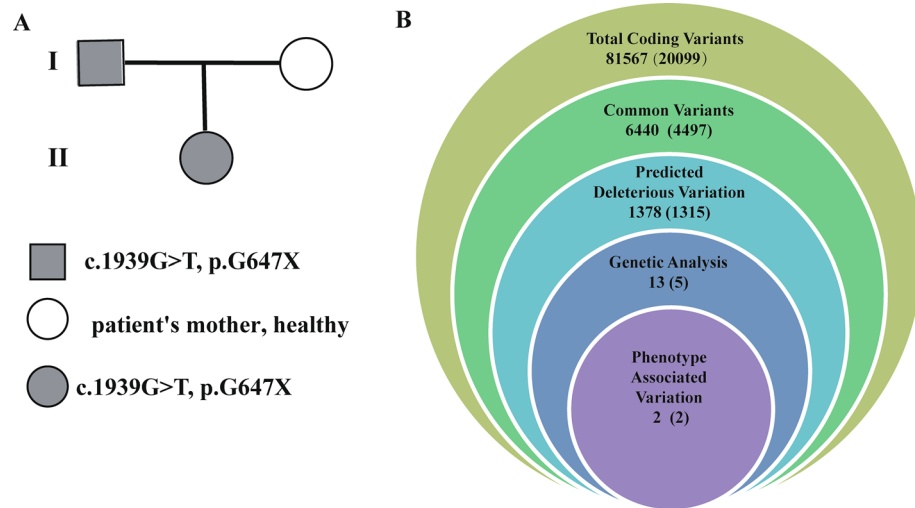 A
I
II
c.1939G>T, p.G647X
patient's mother, healthy
c.1939G>T, p.G647X
B
Total Coding Variants
81567 (20099)
Common Variants
6440 (4497)
Predicted
Deleterious Variation
1378 (1315)
Genetic Analysis
13 (5)
Phenotype
Associated
Variation
2 (2)